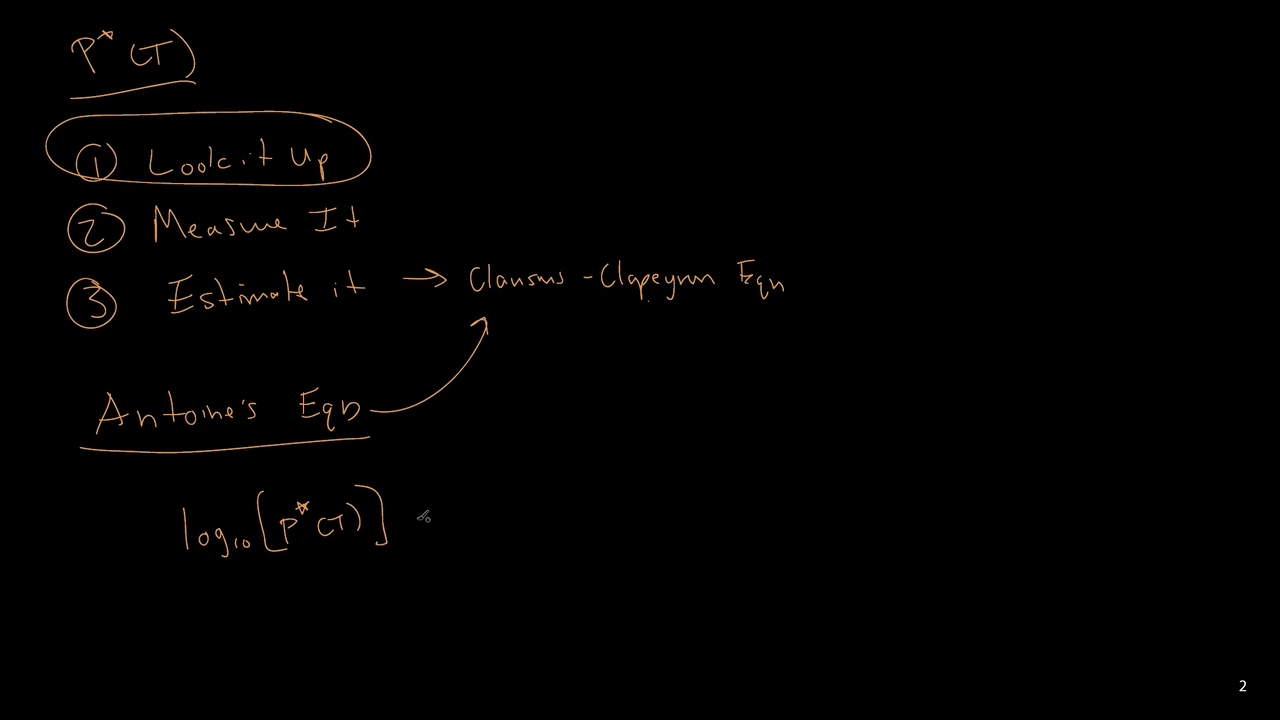 P* (T)
① Look it Up
② Measure It
③ Estimate it → Clausius - Clapeyron Eqn
Antoine's Eqn
log₁₀ [P* (T)]
2